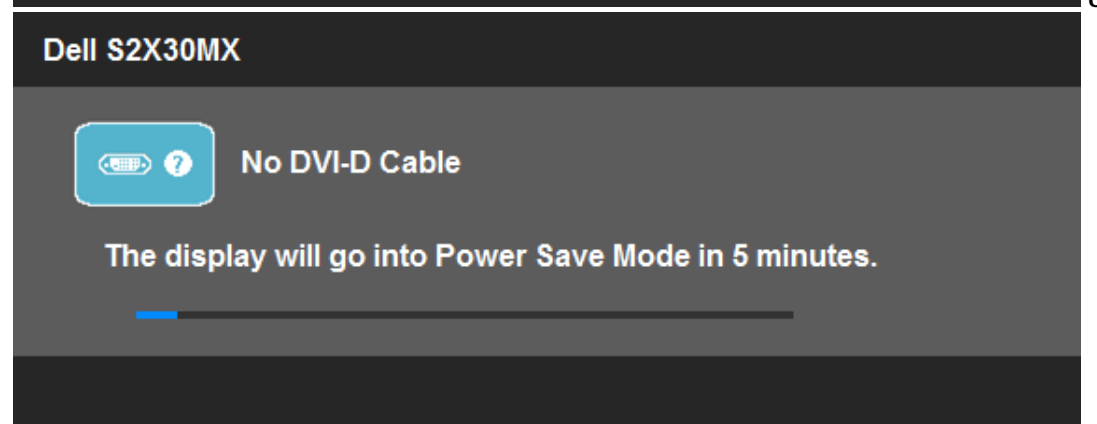 Dell S2X30MX
No DVI-D Cable
The display will go into Power Save Mode in 5 minutes.